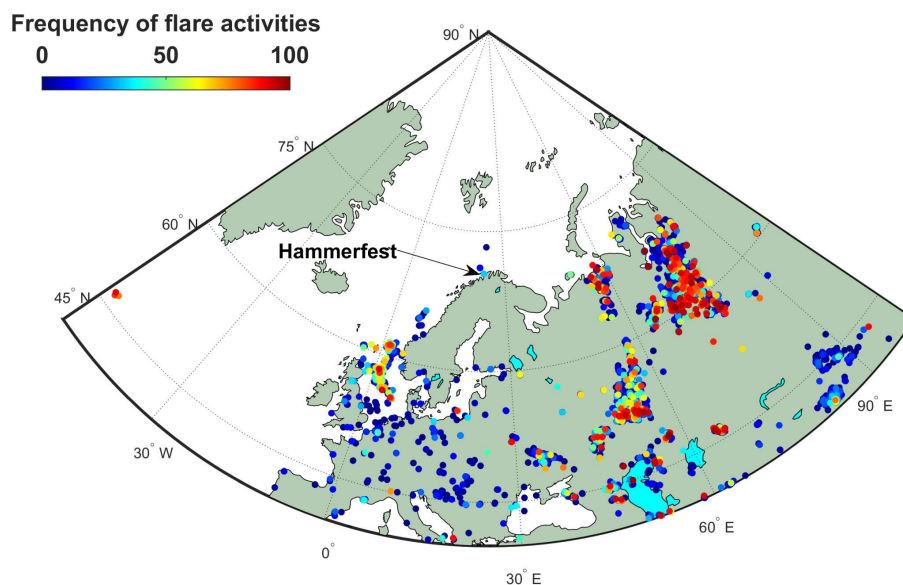 Frequency of flare activities
0 50 100
90° N
75° N
60° N
Hammerfest
45° N
30° W
90° E
0°
60° E
30° E